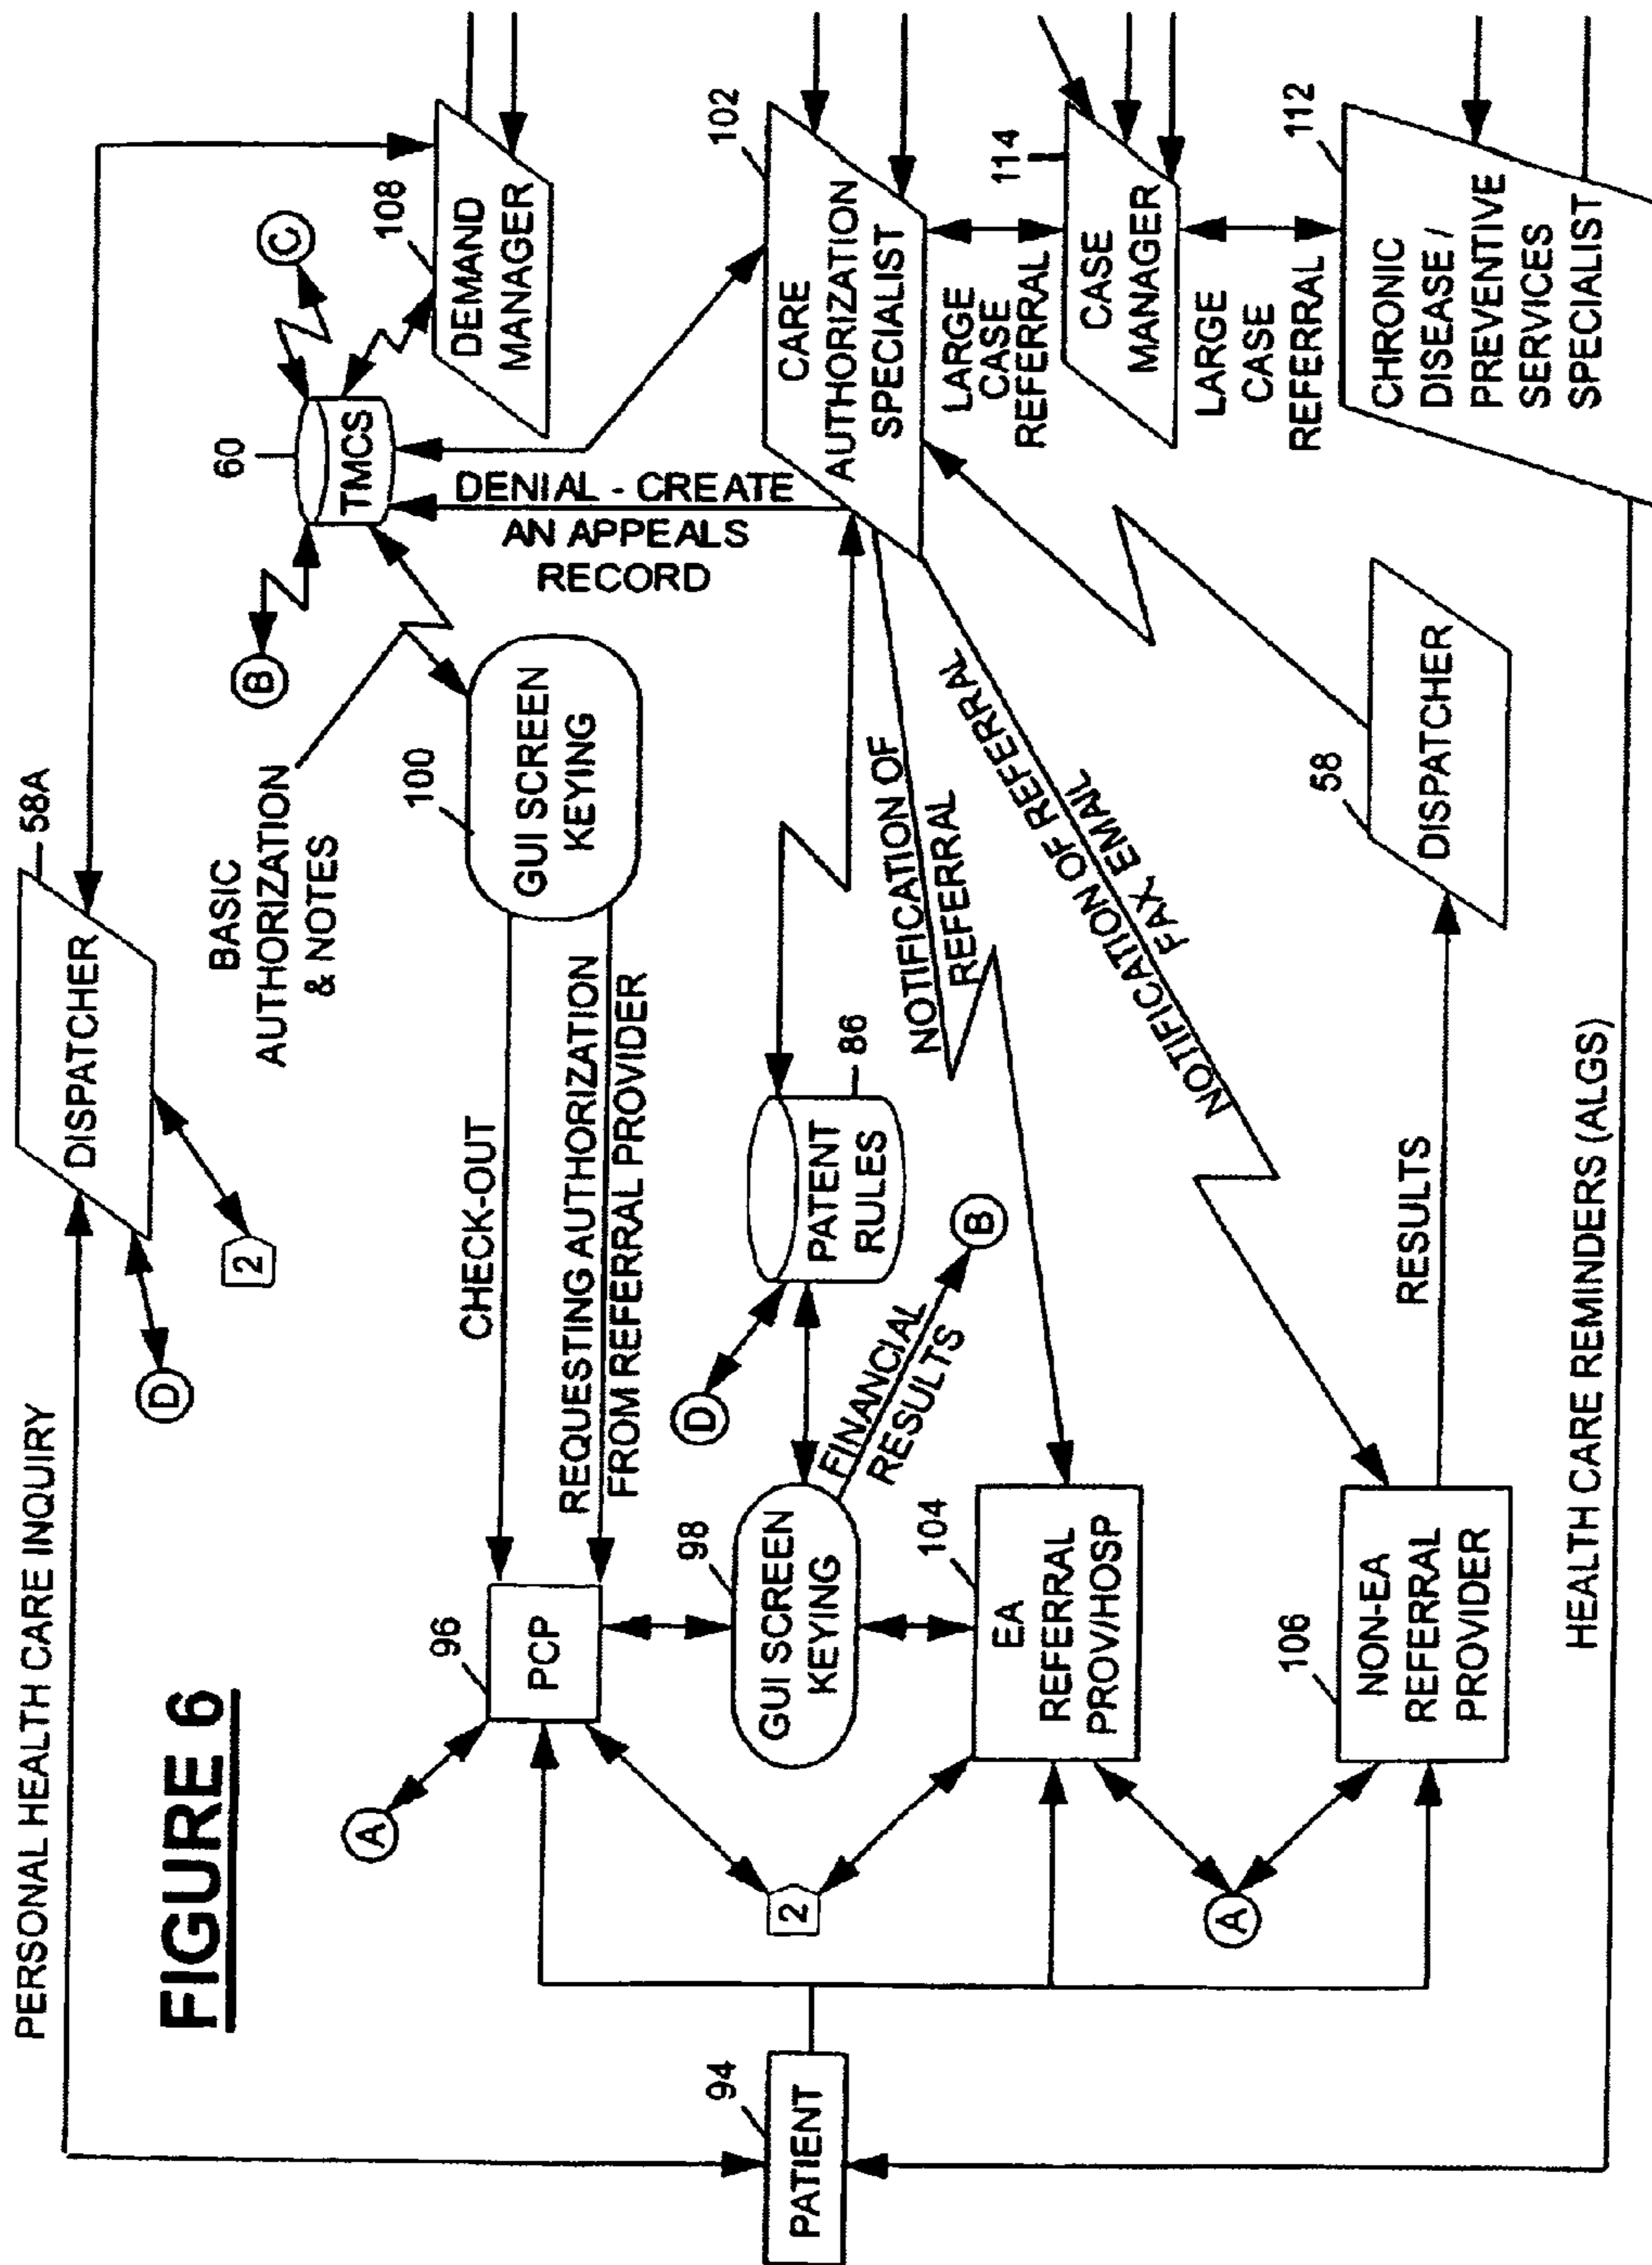 PERSONAL HEALTH CARE INQUIRY
FIGURE 6
DISPATCHER
58A
D
2
BASIC
AUTHORIZATION
& NOTES
B
60
TMCS
C
108
DEMAND
MANAGER
DENIAL - CREATE
AN APPEALS
RECORD
A
96
PCP
CHECK-OUT
REQUESTING AUTHORIZATION
FROM REFERRAL PROVIDER
100
GUI SCREEN
KEYING
94
PATIENT
2
98
GUI SCREEN
KEYING
D
PATENT
RULES
86
FINANCIAL
RESULTS
B
102
CARE
AUTHORIZATION
SPECIALIST
NOTIFICATION OF
REFERRAL
NOTIFICATION OF REFERRAL
FAX, EMAIL
LARGE
CASE
REFERRAL
114
CASE
MANAGER
LARGE
CASE
REFERRAL
104
EA
REFERRAL
PROV/HOSP
A
106
NON-EA
REFERRAL
PROVIDER
RESULTS
58
DISPATCHER
112
CHRONIC
DISEASE /
PREVENTIVE
SERVICES
SPECIALIST
HEALTH CARE REMINDERS (ALGS)